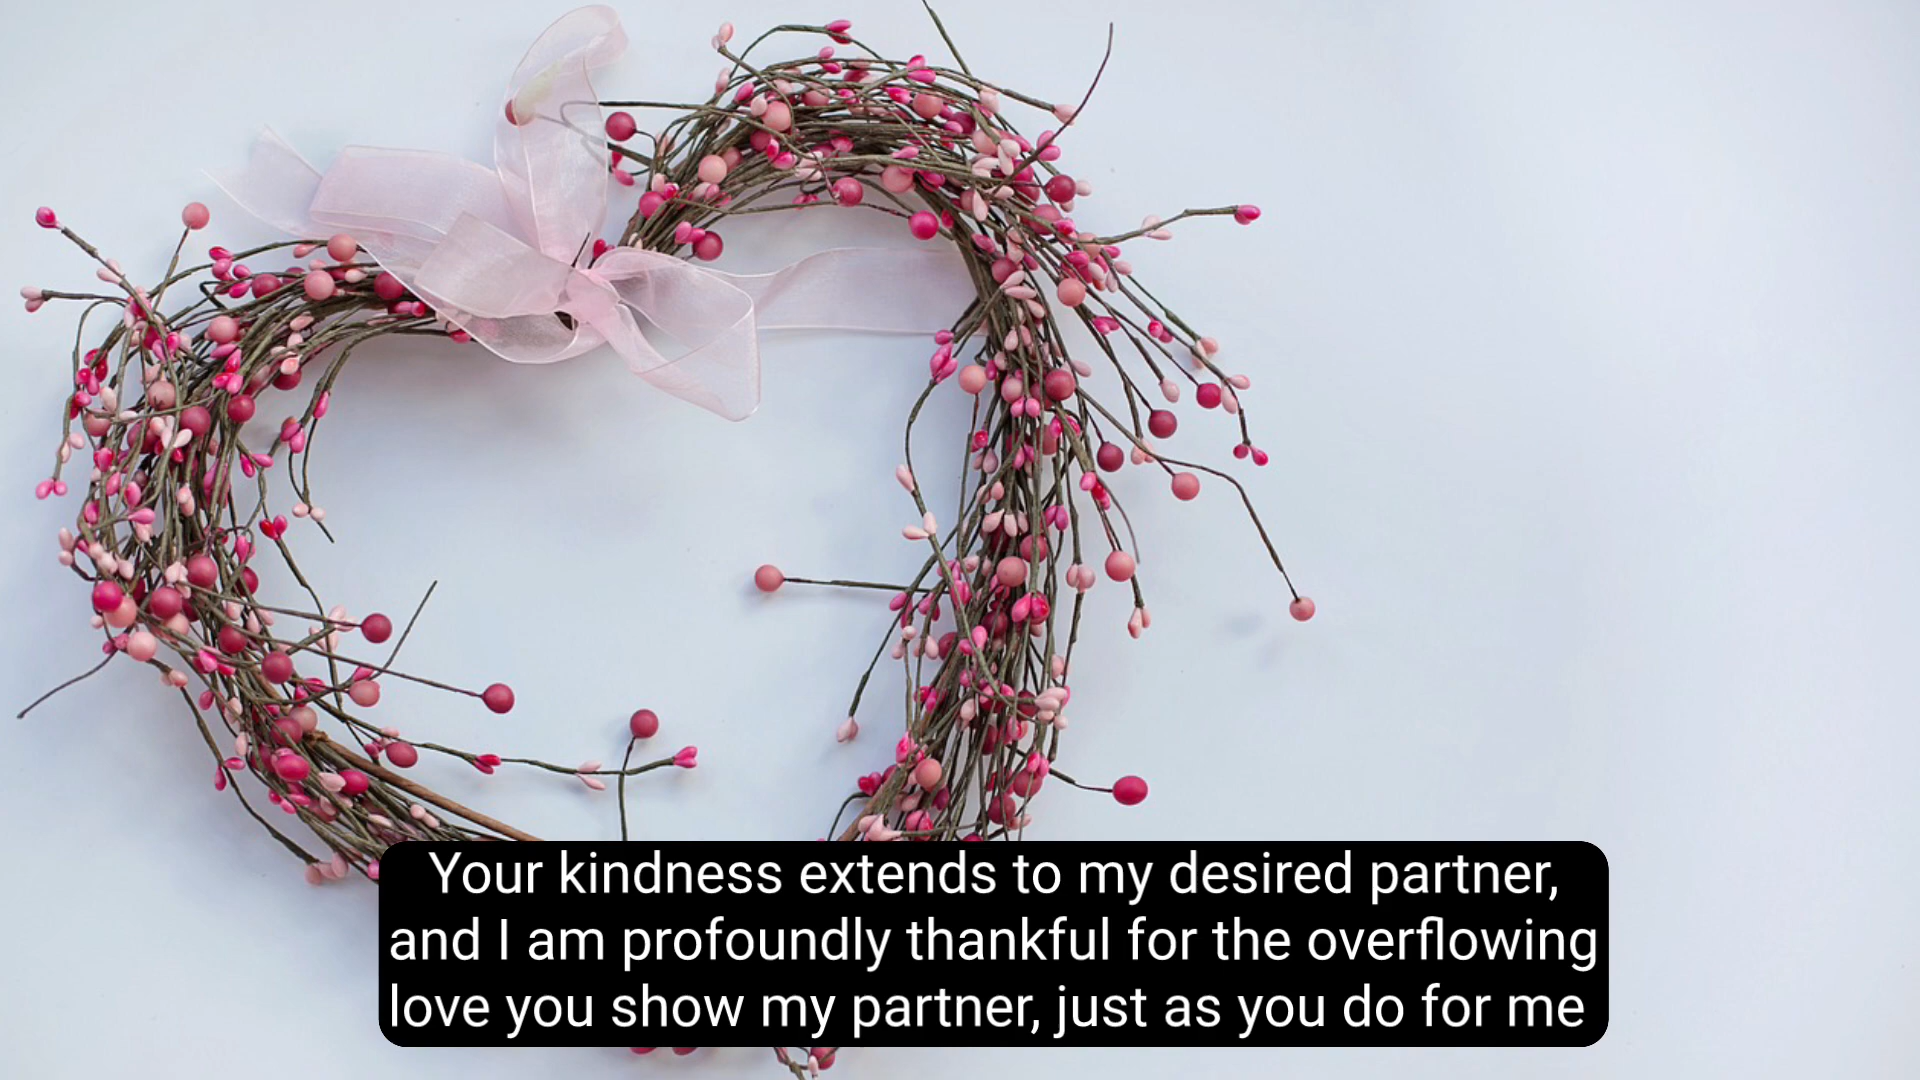 Your kindness extends to my desired partner,
and I am profoundly thankful for the overflowing
love you show my partner, just as you do for me